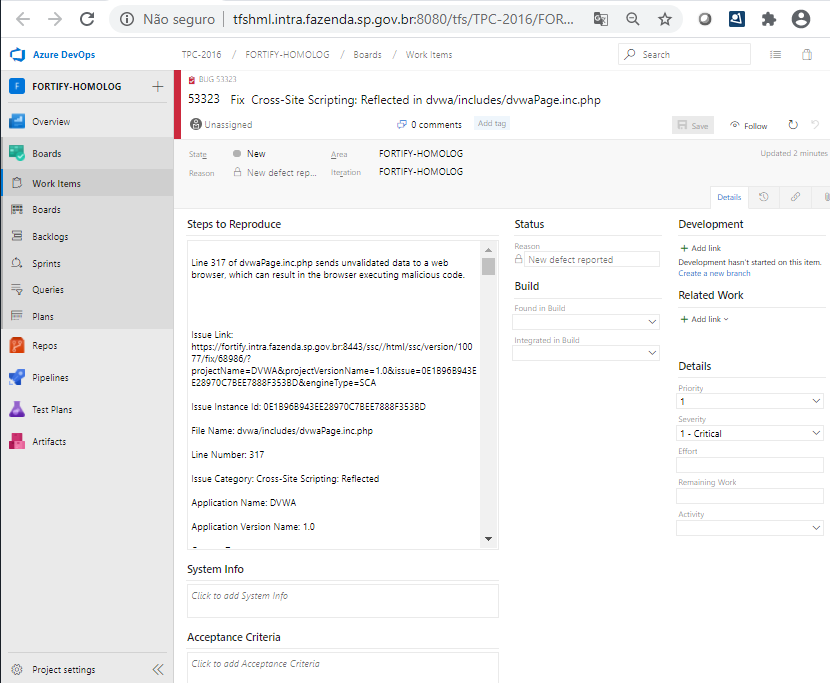 Não seguro tfshml.intra.fazenda.sp.gov.br:8080/tfs/TPC-2016/FOR...
Azure DevOps
TPC-2016 / FORTIFY-HOMOLOG / Boards / Work Items
Search
F FORTIFY-HOMOLOG
Overview
Boards
Work Items
Boards
Backlogs
Sprints
Queries
Plans
Repos
Pipelines
Test Plans
Artifacts
Project settings
BUG 53323
53323 Fix Cross-Site Scripting: Reflected in dvwa/includes/dvwaPage.inc.php
Unassigned
0 comments
Add tag
Save
Follow
State New
Area FORTIFY-HOMOLOG
Updated 2 minutes
Reason New defect rep...
Iteration FORTIFY-HOMOLOG
Details
Steps to Reproduce
Line 317 of dvwaPage.inc.php sends unvalidated data to a web
browser, which can result in the browser executing malicious code.
Issue Link:
https://fortify.intra.fazenda.sp.gov.br:8443/ssc//html/ssc/version/100
77/fix/68986/?
projectName=DVWA&projectVersionName=1.0&issue=0E1B96B943E
E28970C7BEE7888F353BD&engineType=SCA
Issue Instance Id: 0E1B96B943EE28970C7BEE7888F353BD
File Name: dvwa/includes/dvwaPage.inc.php
Line Number: 317
Issue Category: Cross-Site Scripting: Reflected
Application Name: DVWA
Application Version Name: 1.0
System Info
Click to add System Info
Acceptance Criteria
Click to add Acceptance Criteria
Status
Reason
New defect reported
Build
Found in Build
Integrated in Build
Development
Add link
Development hasn't started on this item.
Create a new branch
Related Work
Add link
Details
Priority
1
Severity
1 - Critical
Effort
Remaining Work
Activity